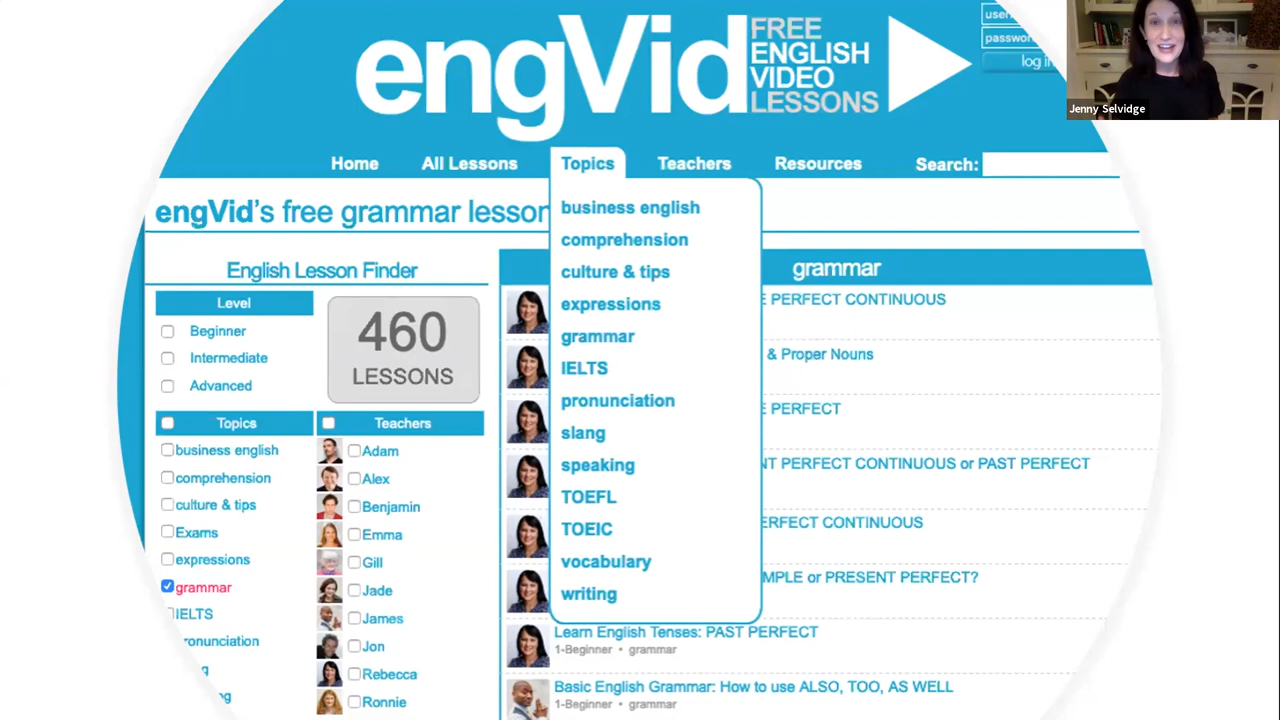 engVid
FREE
ENGLISH
VIDEO
LESSONS
log in
Jenny Selvidge
Home
All Lessons
Topics
Teachers
Resources
Search:
engVid's free grammar
business english
comprehension
culture & tips
expressions
grammar
IELTS
pronunciation
slang
speaking
TOEFL
TOEIC
vocabulary
writing
English Lesson Finder
Level
Beginner
Intermediate
Advanced
460
LESSONS
Topics
business english
comprehension
culture & tips
Exams
expressions
grammar
IELTS
Teachers
Adam
Alex
Benjamin
Emma
Gill
Jade
James
Jon
Rebecca
Ronnie
grammar
PERFECT CONTINUOUS
& Proper Nouns
PERFECT
PERFECT CONTINUOUS or PAST PERFECT
CONTINUOUS
or PRESENT PERFECT?
Learn English Tenses: PAST PERFECT
1-Beginner • grammar
Basic English Grammar: How to use ALSO, TOO, AS WELL
1-Beginner • grammar